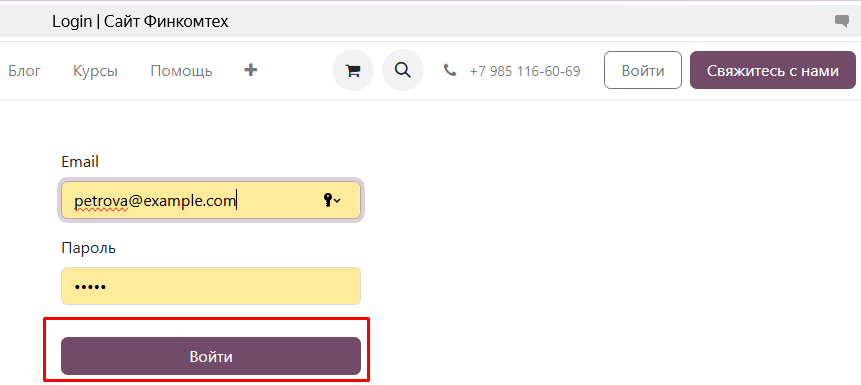 Login | Сайт Финкомтех
Блог Курсы Помощь + +7 985 116-60-69 Войти Свяжитесь с нами
Email
petrova@example.com
Пароль
•••••
Войти